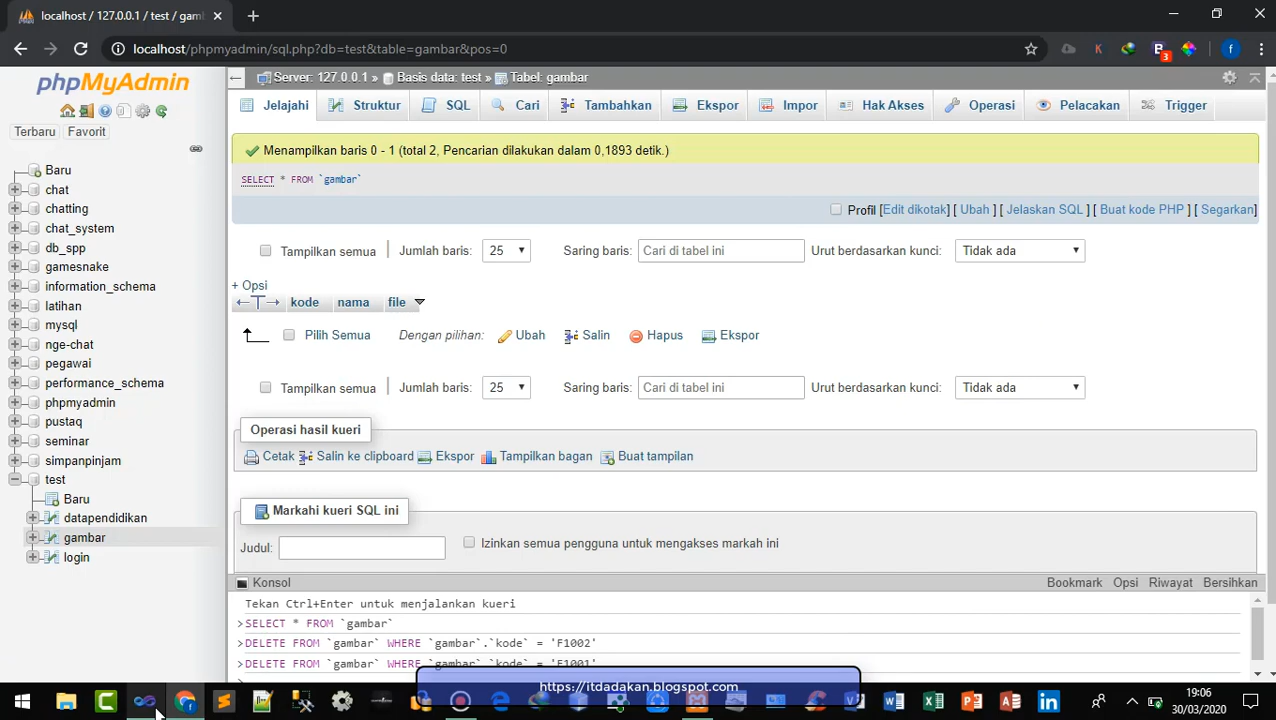 localhost / 127.0.0.1 / test / gam
localhost/phpmyadmin/sql.php?db=test&table=gambar&pos=0
phpMyAdmin
Terbaru Favorit
Baru
chat
chatting
chat_system
db_spp
gamesnake
information_schema
latihan
mysql
nge-chat
pegawai
performance_schema
phpmyadmin
pustaq
seminar
simpanpinjam
test
Baru
datapendidikan
gambar
login
Server: 127.0.0.1 » Basis data: test » Tabel: gambar
Jelajahi Struktur SQL Cari Tambahkan Ekspor Impor Hak Akses Operasi Pelacakan Trigger
Menampilkan baris 0 - 1 (total 2, Pencarian dilakukan dalam 0,1893 detik.)
SELECT * FROM `gambar`
Profil [Edit dikotak] [ Ubah ] [ Jelaskan SQL ] [ Buat kode PHP ] [ Segarkan]
Tampilkan semua Jumlah baris: 25 Saring baris: Cari di tabel ini Urut berdasarkan kunci: Tidak ada
+ Opsi
←T→ kode nama file
Pilih Semua Dengan pilihan: Ubah Salin Hapus Ekspor
Tampilkan semua Jumlah baris: 25 Saring baris: Cari di tabel ini Urut berdasarkan kunci: Tidak ada
Operasi hasil kueri
Cetak Salin ke clipboard Ekspor Tampilkan bagan Buat tampilan
Markahi kueri SQL ini
Judul: Izinkan semua pengguna untuk mengakses markah ini
Konsol Bookmark Opsi Riwayat Bersihkan
Tekan Ctrl+Enter untuk menjalankan kueri
>SELECT * FROM `gambar`
>DELETE FROM `gambar` WHERE `gambar`.`kode` = 'F1002'
>DELETE FROM `gambar` WHERE `gambar`.`kode` = 'F1001'
https://itdadakan.blogspot.com
19:06
30/03/2020